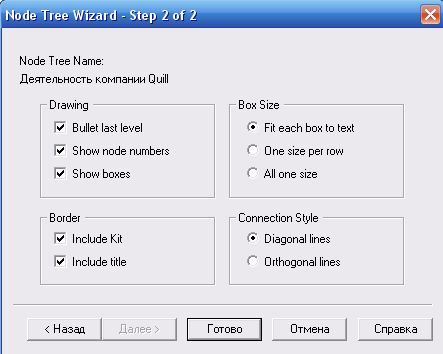 Node Tree Wizard - Step 2 of 2
Node Tree Name:
Деятельность компании Quill
Drawing
Bullet last level
Show node numbers
Show boxes
Box Size
Fit each box to text
One size per row
All one size
Border
Include Kit
Include title
Connection Style
Diagonal lines
Orthogonal lines
< Назад
Далее >
Готово
Отмена
Справка